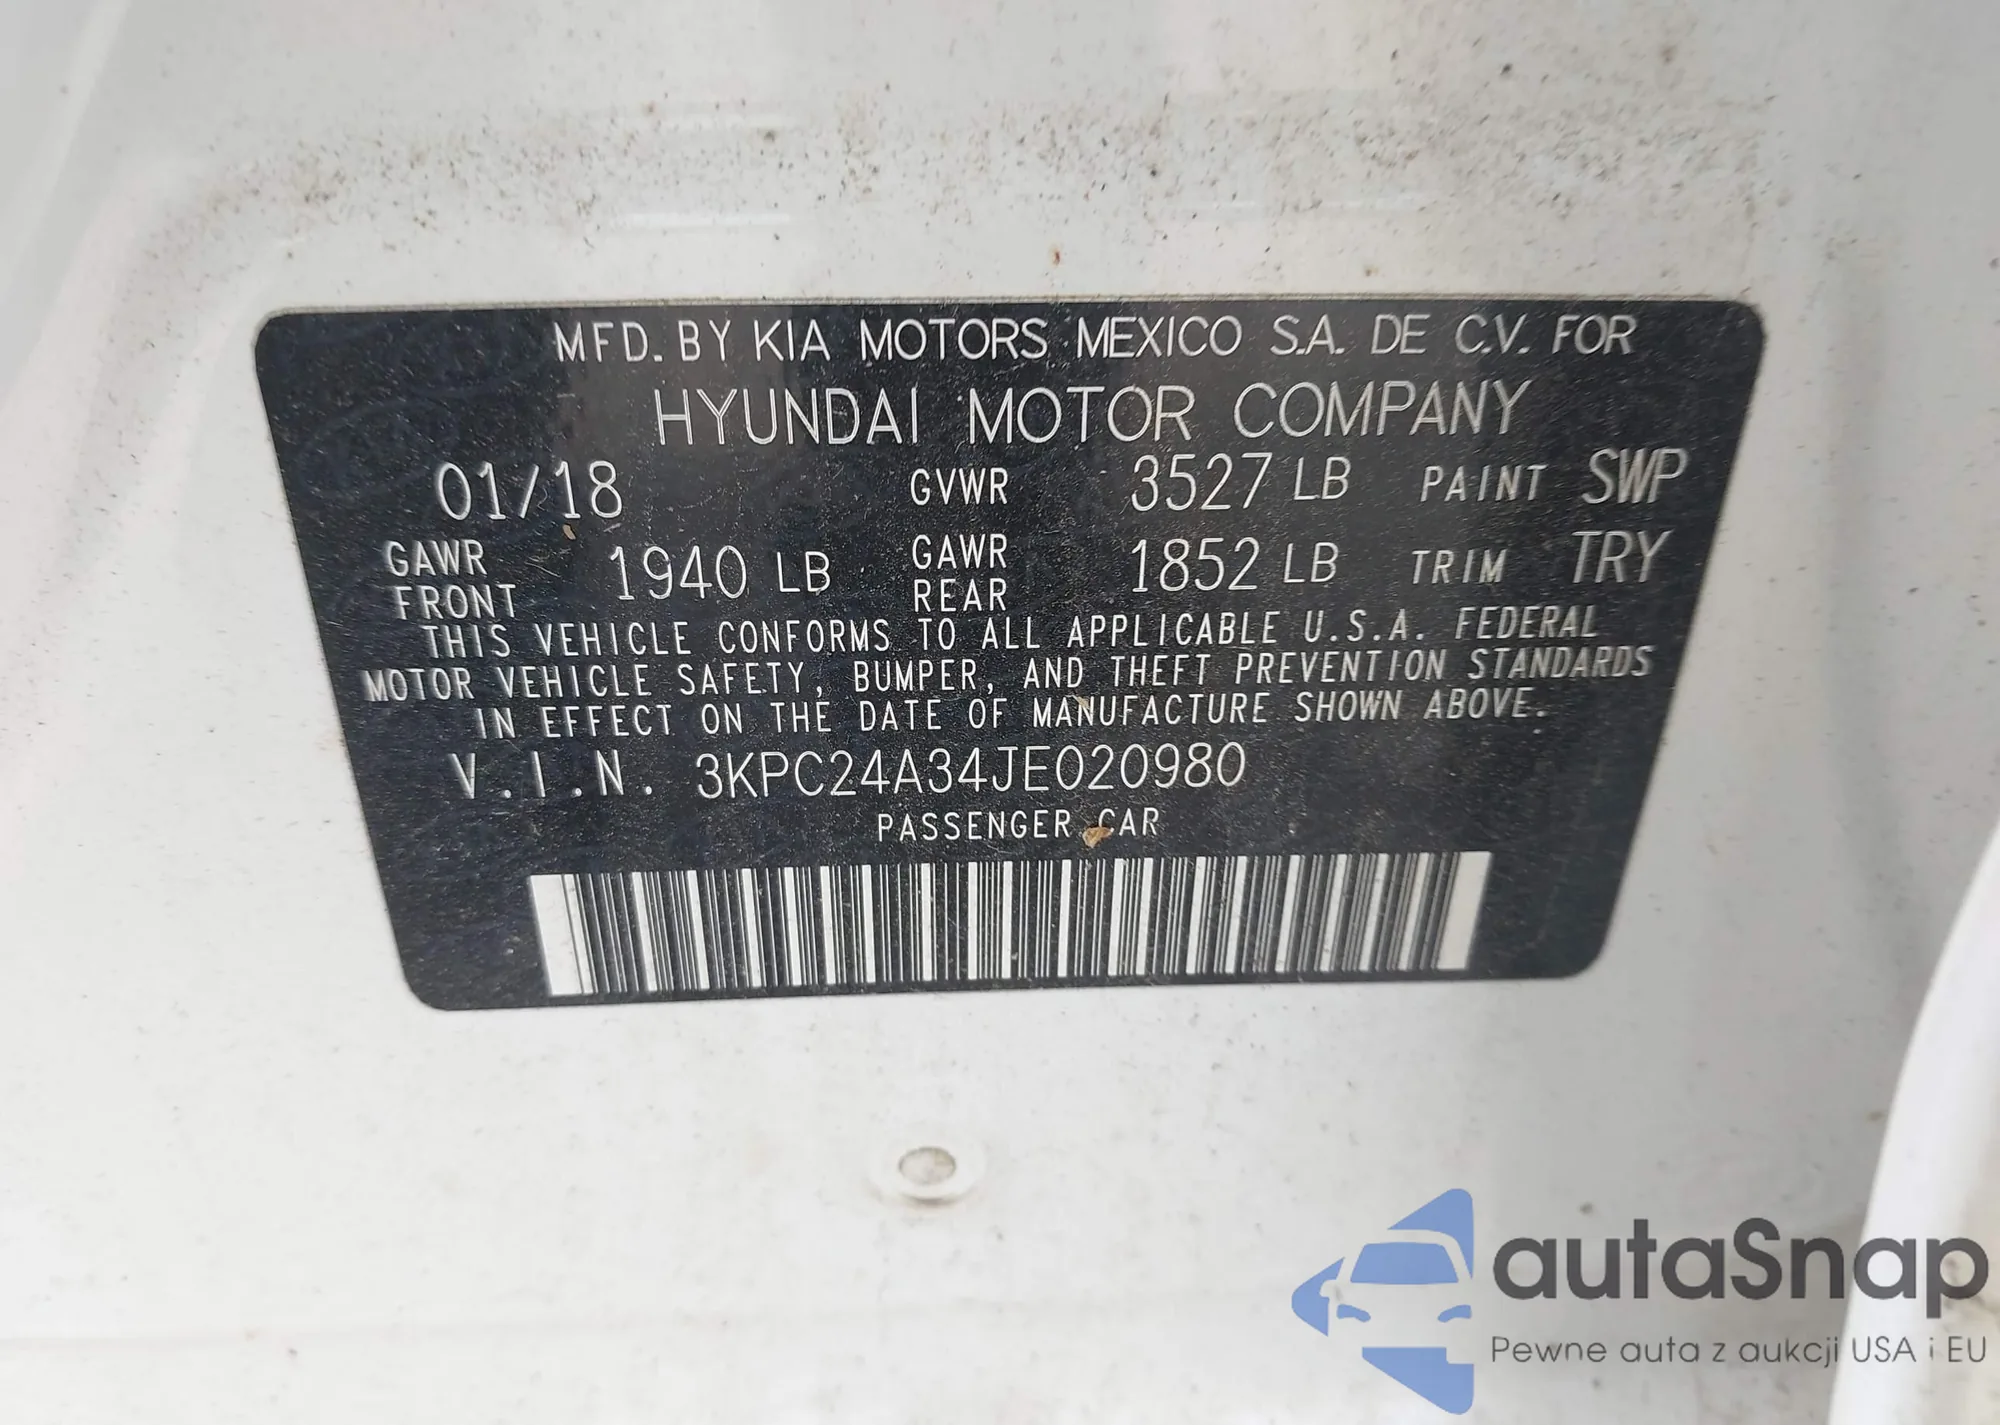 MFD. BY KIA MOTORS MEXICO S.A. DE C.V. FOR
HYUNDAI MOTOR COMPANY
01/18 GVWR 3527 LB PAINT SWP
GAWR FRONT 1940 LB GAWR REAR 1852 LB TRIM TRY
THIS VEHICLE CONFORMS TO ALL APPLICABLE U.S.A. FEDERAL
MOTOR VEHICLE SAFETY, BUMPER, AND THEFT PREVENTION STANDARDS
IN EFFECT ON THE DATE OF MANUFACTURE SHOWN ABOVE.
V.I.N. 3KPC24A34JE020980
PASSENGER CAR
autaSnap
Pewne auta z aukcji USA i EU